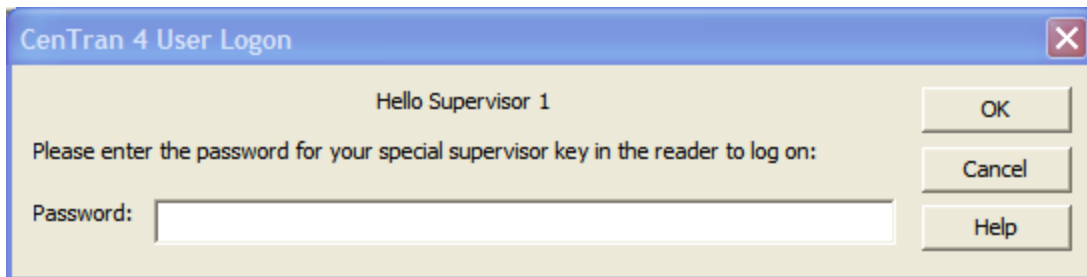 CenTran 4 User Logon
Hello Supervisor 1
OK
Please enter the password for your special supervisor key in the reader to log on:
Cancel
Password:
Help